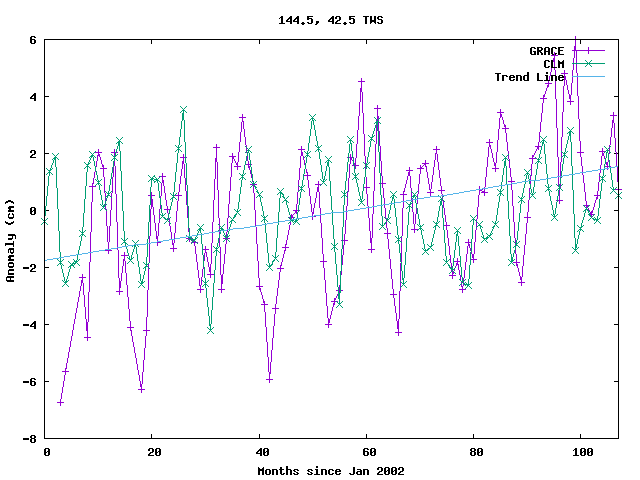 144.5, 42.5 TWS
GRACE
CLM
Trend Line
6
4
2
0
-2
-4
-6
-8
Anomaly (cm)
0 20 40 60 80 100
Months since Jan 2002